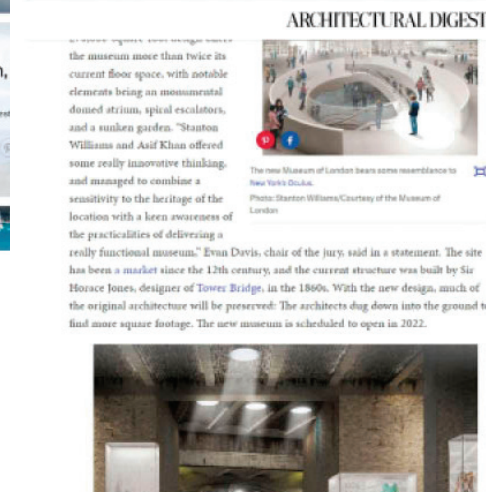 ARCHITECTURAL DIGEST
the museum more than twice its
current floor space, with notable
elements being an monumental
domed atrium, spiral escalators,
and a sunken garden. "Stanton
Williams and Asif Khan offered
some really innovative thinking,
and managed to combine a
sensitivity to the heritage of the
location with a keen awareness of
the practicalities of delivering a
The new Museum of London bears some resemblance to
New York's Oculus.
Photo: Stanton Williams/Courtesy of the Museum of
London
really functional museum," Evan Davis, chair of the jury, said in a statement. The site
has been a market since the 12th century, and the current structure was built by Sir
Horace Jones, designer of Tower Bridge, in the 1860s. With the new design, much of
the original architecture will be preserved: The architects dug down into the ground to
find more square footage. The new museum is scheduled to open in 2022.